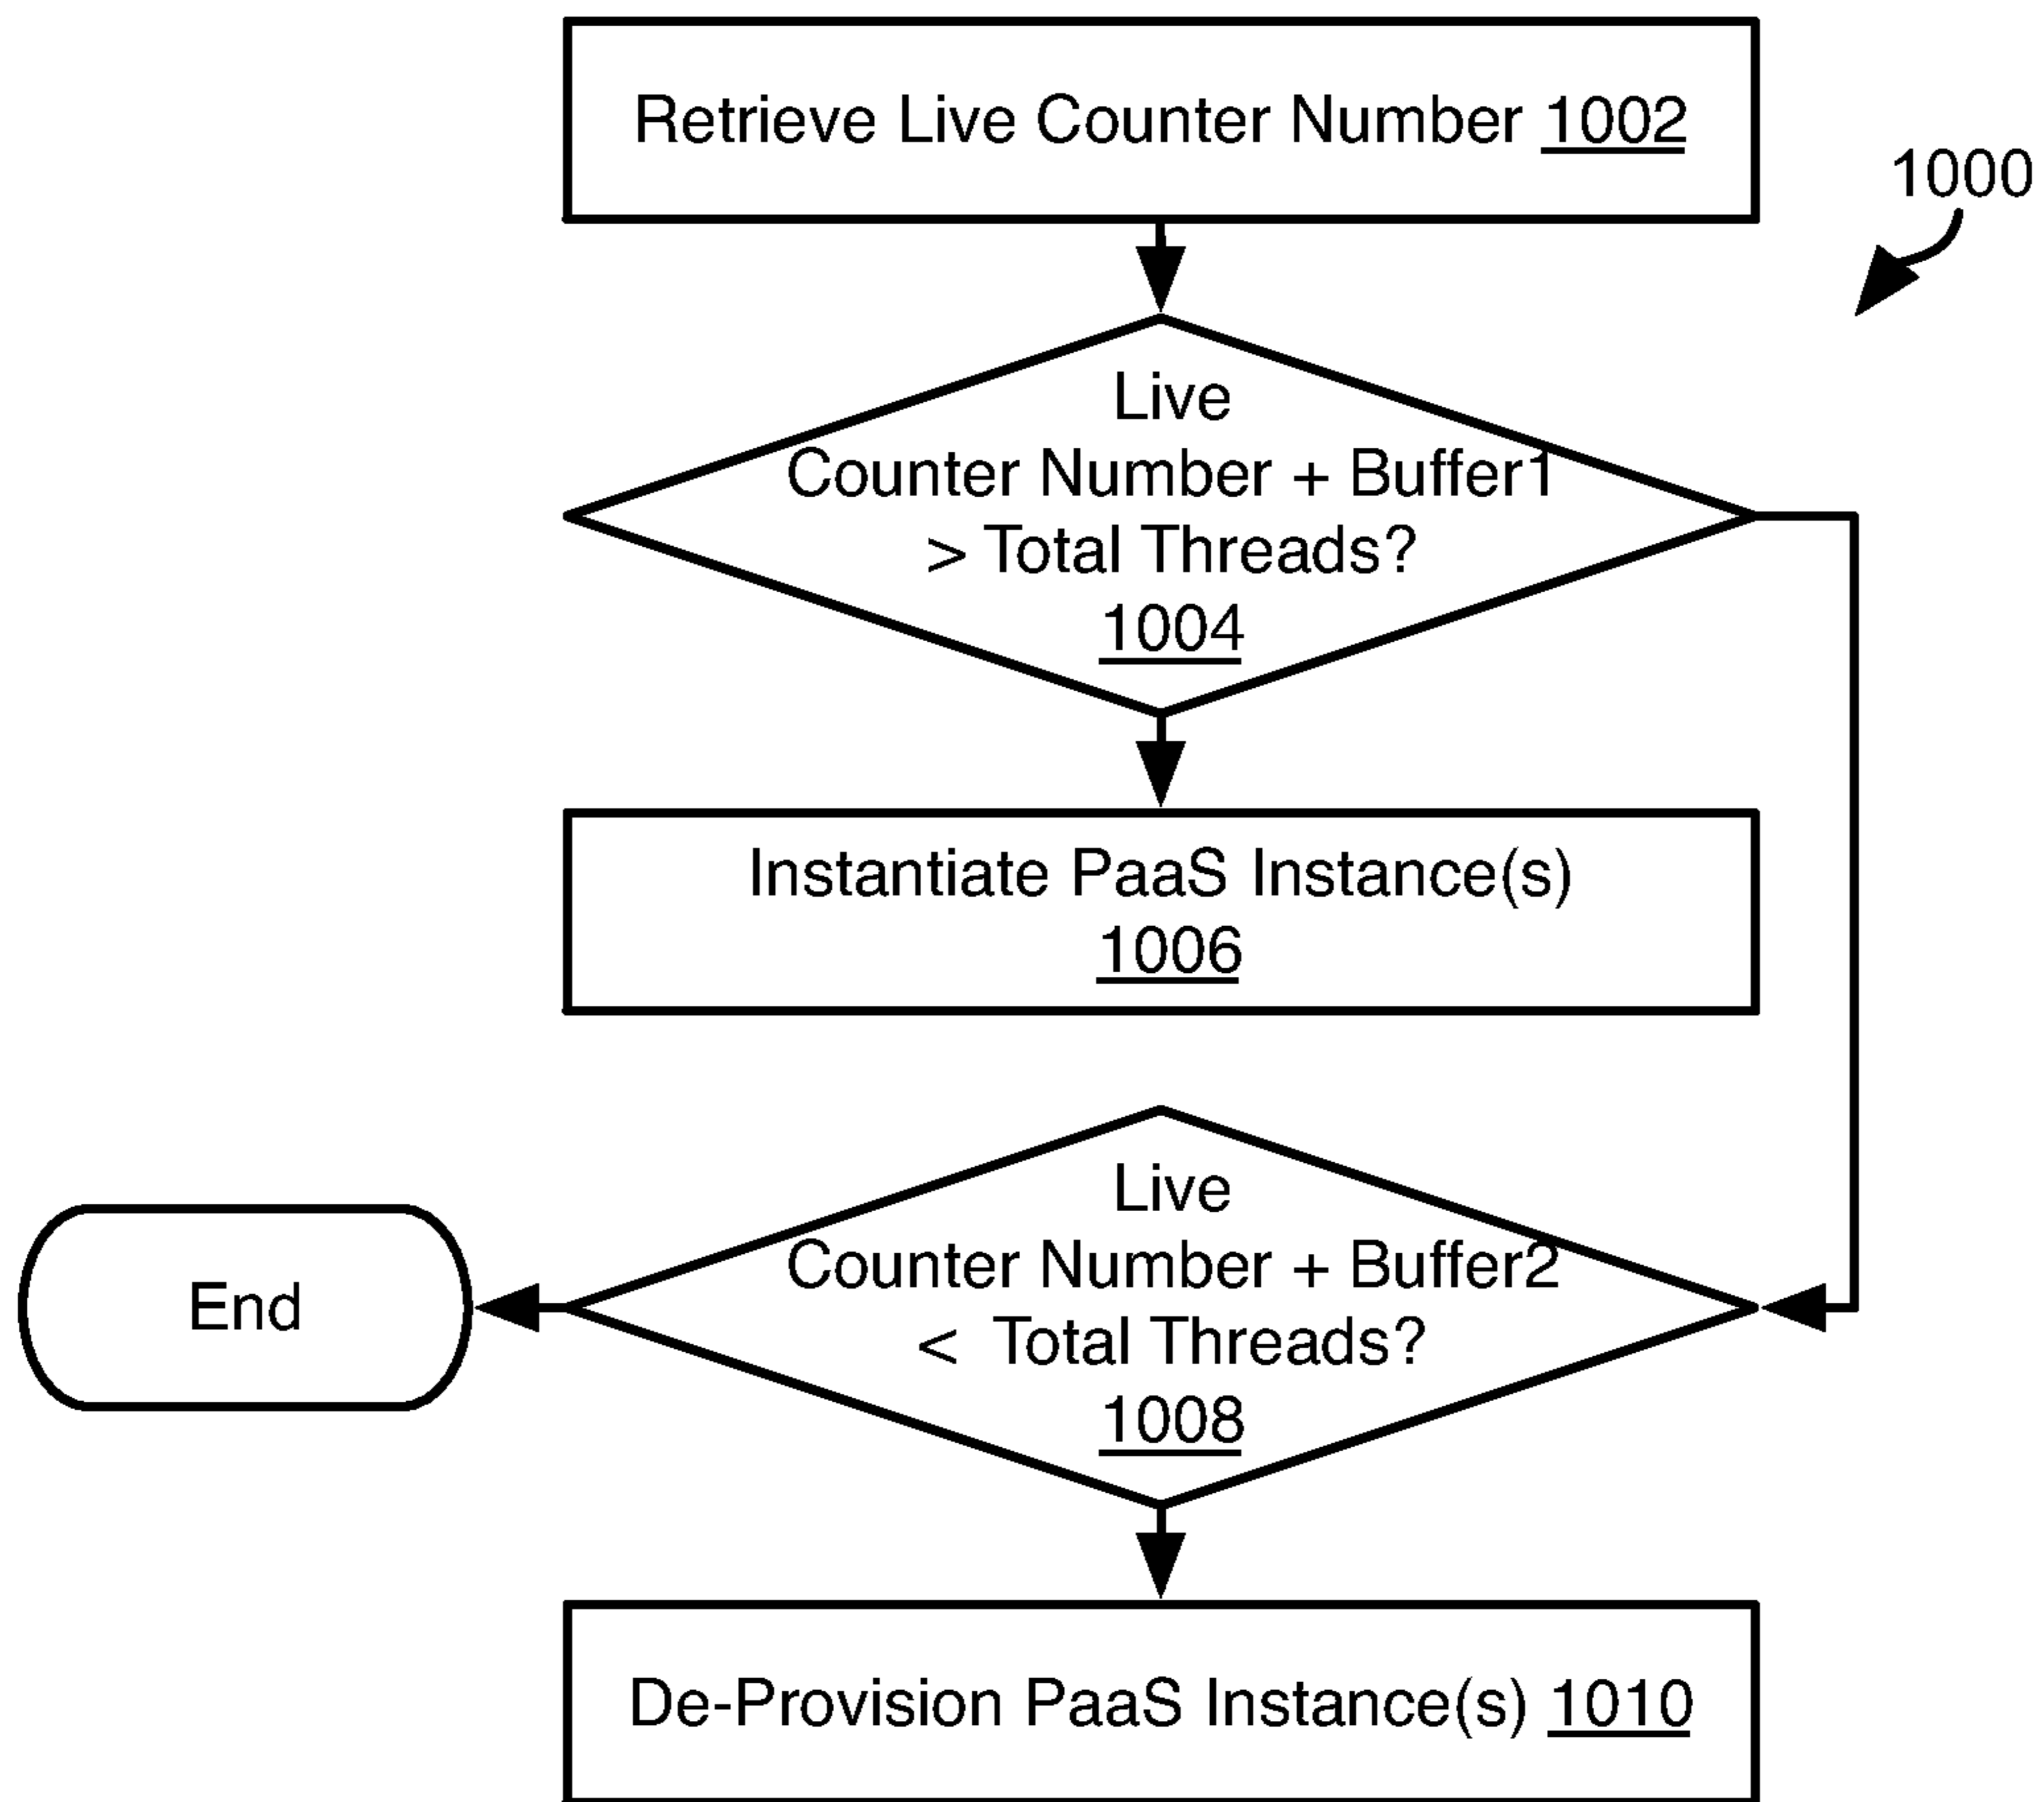 Retrieve Live Counter Number 1002
1000
Live
Counter Number + Buffer1
> Total Threads?
1004
Instantiate PaaS Instance(s)
1006
Live
Counter Number + Buffer2
< Total Threads?
1008
End
De-Provision PaaS Instance(s) 1010